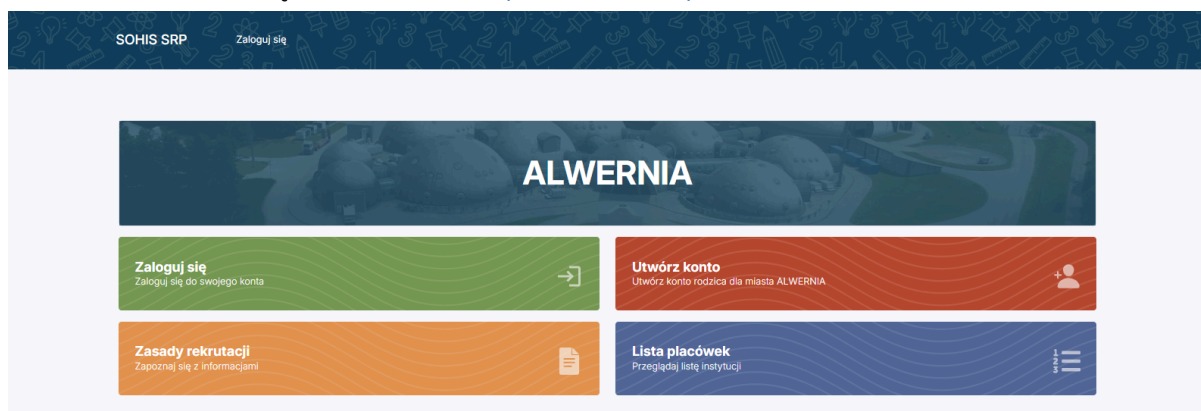 SOHIS SRP Zaloguj się
ALWERNIA
Zaloguj się
Zaloguj się do swojego konta
Utwórz konto
Utwórz konto rodzica dla miasta ALWERNIA
Zasady rekrutacji
Zapoznaj się z informacjami
Lista placówek
Przeglądaj listę instytucji